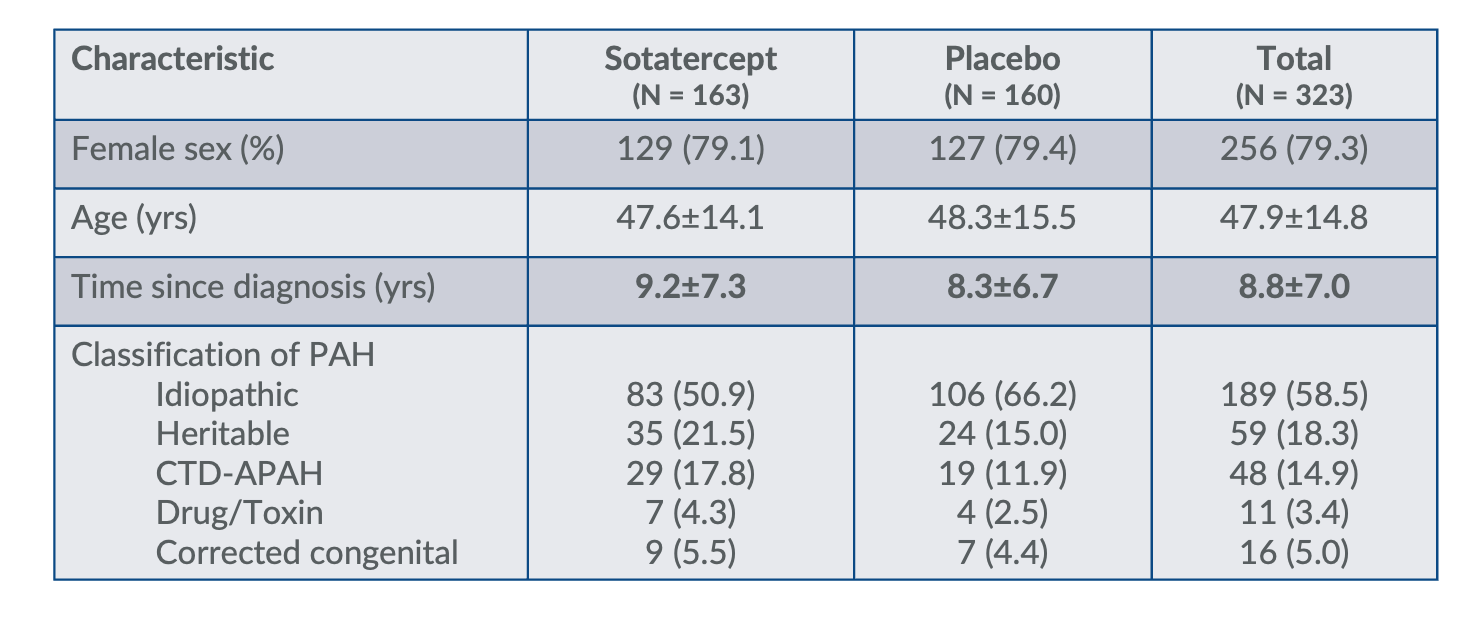 Characteristic Sotatercept Placebo Total
(N = 163) (N = 160) (N = 323)
Female sex (%) 129 (79.1) 127 (79.4) 256 (79.3)
Age (yrs) 47.6±14.1 48.3±15.5 47.9±14.8
Time since diagnosis (yrs) 9.2±7.3 8.3±6.7 8.8±7.0
Classification of PAH
Idiopathic 83 (50.9) 106 (66.2) 189 (58.5)
Heritable 35 (21.5) 24 (15.0) 59 (18.3)
CTD-APAH 29 (17.8) 19 (11.9) 48 (14.9)
Drug/Toxin 7 (4.3) 4 (2.5) 11 (3.4)
Corrected congenital 9 (5.5) 7 (4.4) 16 (5.0)